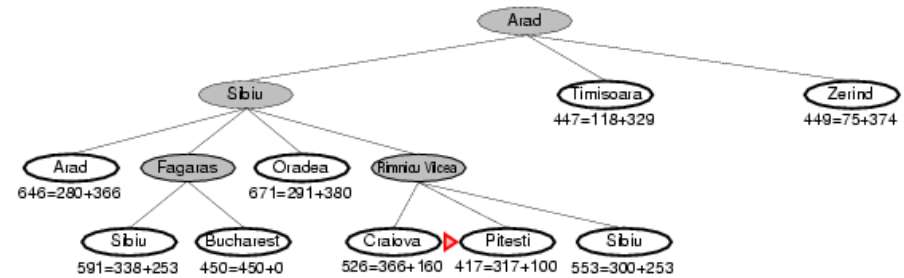 Arad
Sibiu Timisoara Zerind
447=118+329 449=75+374
Arad Fagaras Oradea Rimnicu Vilcea
646=280+366 671=291+380
Sibiu Bucharest Craiova Pitesti Sibiu
591=338+253 450=450+0 526=366+160 417=317+100 553=300+253